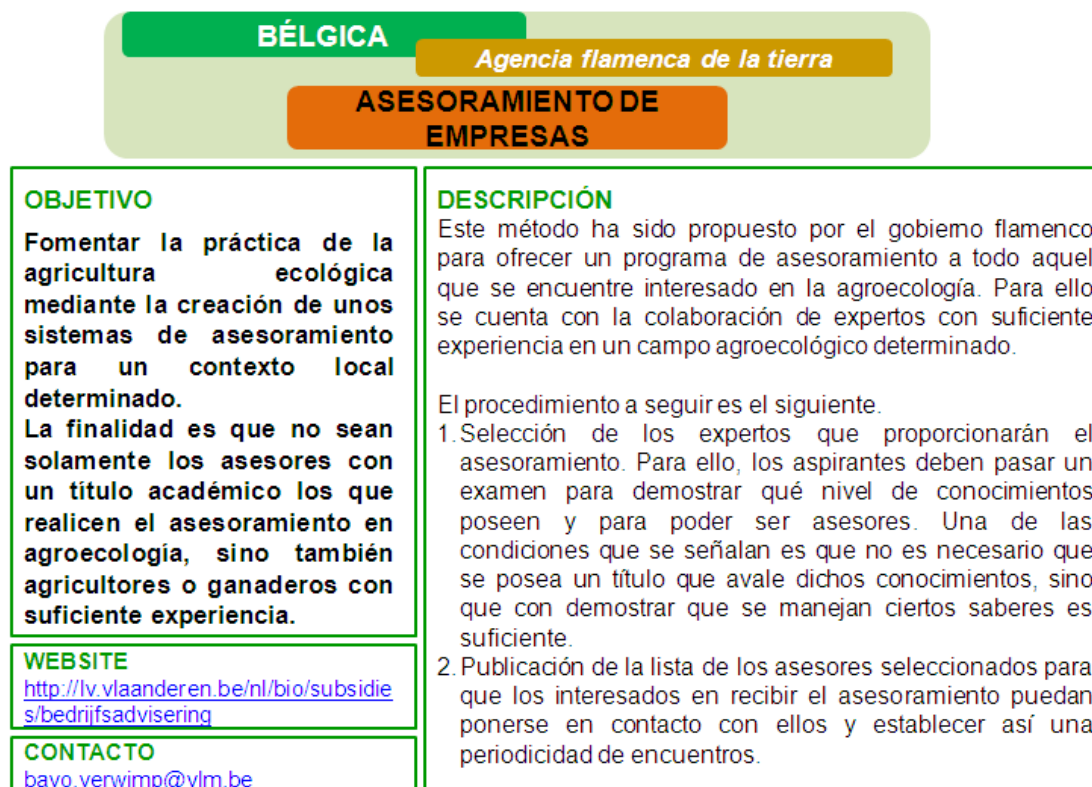 BÉLGICA
Agencia flamenca de la tierra
ASESORAMIENTO DE
EMPRESAS
OBJETIVO
Fomentar la práctica de la
agricultura ecológica
mediante la creación de unos
sistemas de asesoramiento
para un contexto local
determinado.
La finalidad es que no sean
solamente los asesores con
un título académico los que
realicen el asesoramiento en
agroecología, sino también
agricultores o ganaderos con
suficiente experiencia.
WEBSITE
http://lv.vlaanderen.be/nl/bio/subsidie
s/bedrijfsadvisering
CONTACTO
bavo.verwimp@vlm.be
DESCRIPCIÓN
Este método ha sido propuesto por el gobierno flamenco
para ofrecer un programa de asesoramiento a todo aquel
que se encuentre interesado en la agroecología. Para ello
se cuenta con la colaboración de expertos con suficiente
experiencia en un campo agroecológico determinado.
El procedimiento a seguir es el siguiente.
1. Selección de los expertos que proporcionarán el
asesoramiento. Para ello, los aspirantes deben pasar un
examen para demostrar qué nivel de conocimientos
poseen y para poder ser asesores. Una de las
condiciones que se señalan es que no es necesario que
se posea un título que avale dichos conocimientos, sino
que con demostrar que se manejan ciertos saberes es
suficiente.
2. Publicación de la lista de los asesores seleccionados para
que los interesados en recibir el asesoramiento puedan
ponerse en contacto con ellos y establecer así una
periodicidad de encuentros.